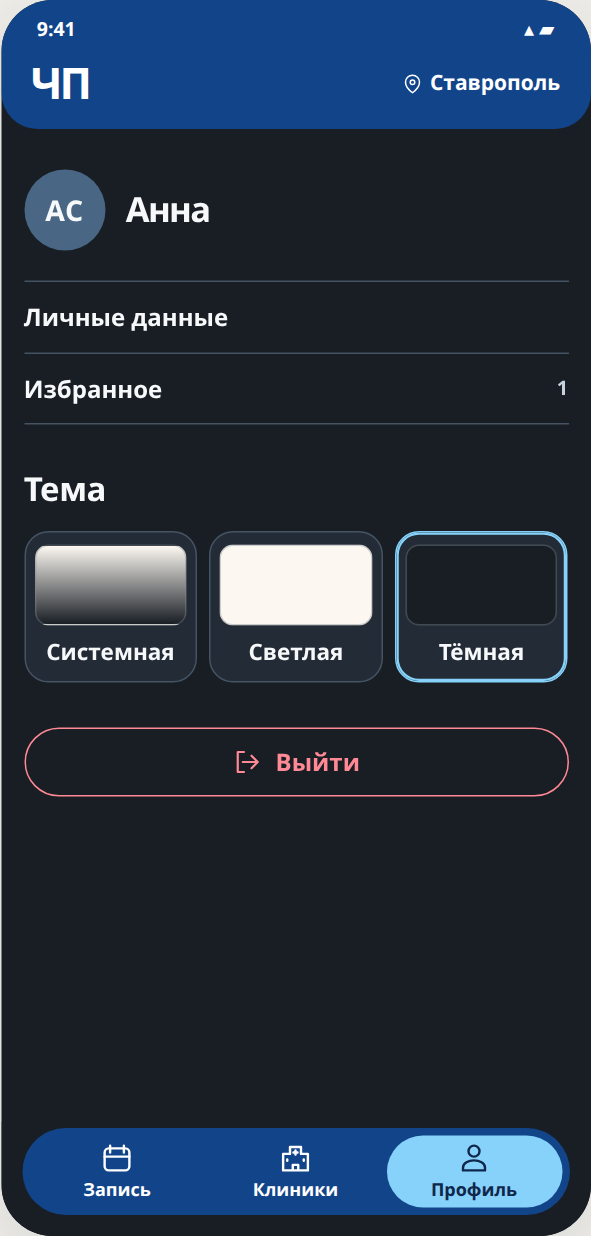 9:41
ЧП
Ставрополь
АС
Анна
Личные данные
Избранное
1
Тема
Системная
Светлая
Тёмная
Выйти
Запись
Клиники
Профиль